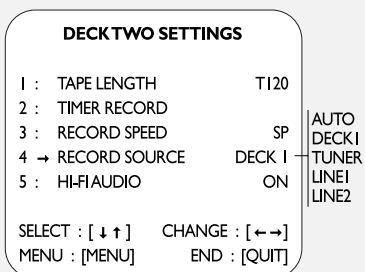 DECK TWO SETTINGS
1 : TAPE LENGTH T120
2 : TIMER RECORD
3 : RECORD SPEED SP
4 → RECORD SOURCE DECK 1
5 : HI-FI AUDIO ON
SELECT : [↓↑] CHANGE : [←→]
MENU : [MENU] END : [QUIT]
AUTO
DECK1
TUNER
LINE1
LINE2